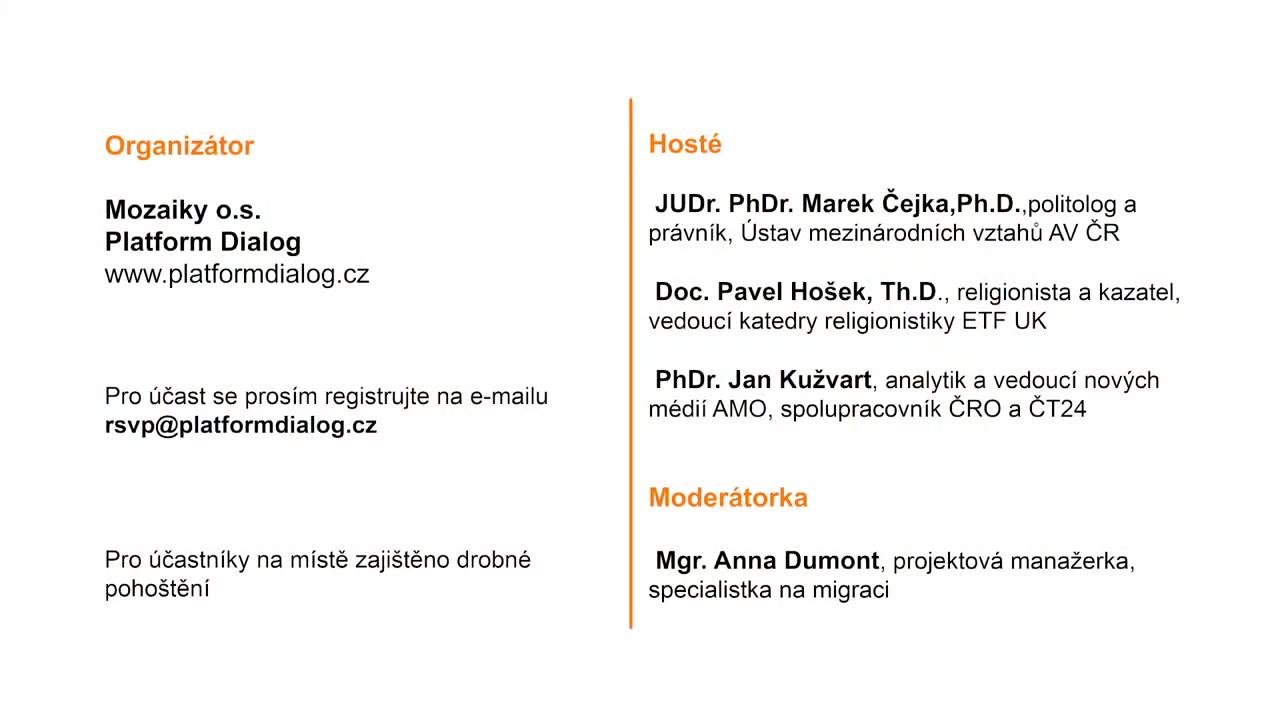 Organizátor
Mozaiky o.s.
Platform Dialog
www.platformdialog.cz
Pro účast se prosím registrujte na e-mailu
rsvp@platformdialog.cz
Pro účastníky na místě zajištěno drobné
pohoštění
Hosté
JUDr. PhDr. Marek Čejka,Ph.D.,politolog a
právník, Ústav mezinárodních vztahů AV ČR
Doc. Pavel Hošek, Th.D., religionista a kazatel,
vedoucí katedry religionistiky ETF UK
PhDr. Jan Kužvart, analytik a vedoucí nových
médií AMO, spolupracovník ČRO a ČT24
Moderátorka
Mgr. Anna Dumont, projektová manažerka,
specialistka na migraci